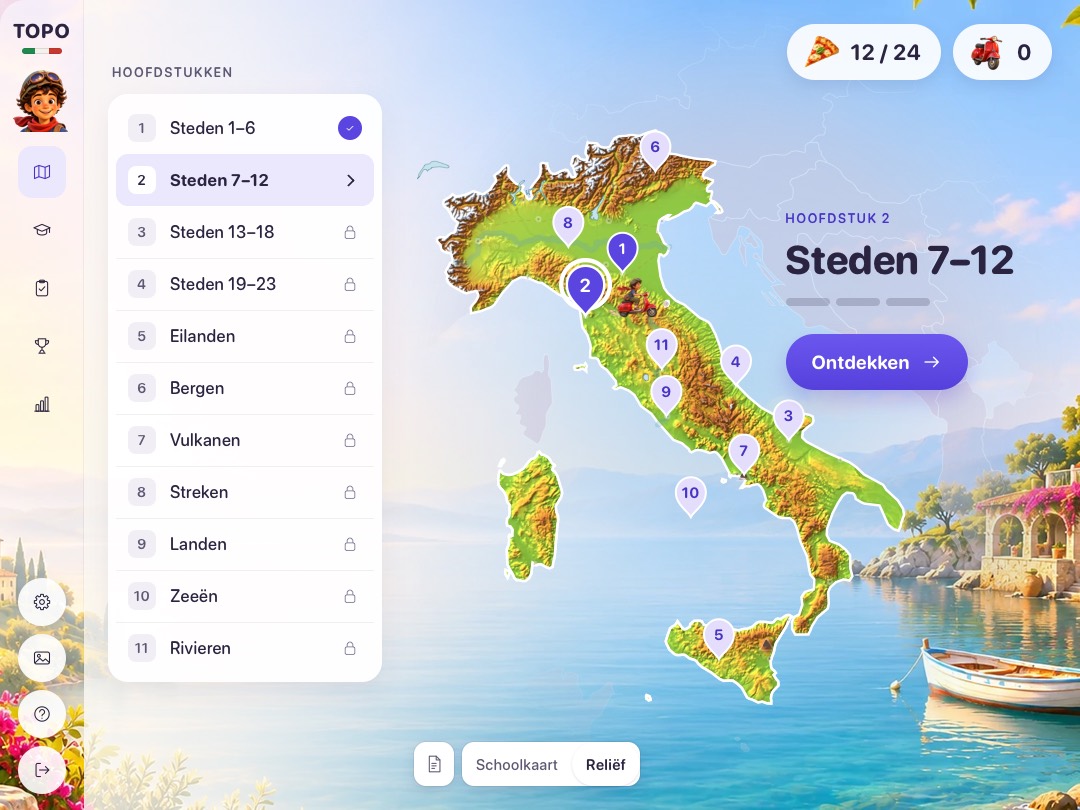 TOPO
HOOFDSTUKKEN
1 Steden 1–6
2 Steden 7–12
3 Steden 13–18
4 Steden 19–23
5 Eilanden
6 Bergen
7 Vulkanen
8 Streken
9 Landen
10 Zeeën
11 Rivieren
12 / 24
0
6
8
1
2
11
4
9
3
7
10
5
HOOFDSTUK 2
Steden 7–12
Ontdekken
Schoolkaart
Reliëf